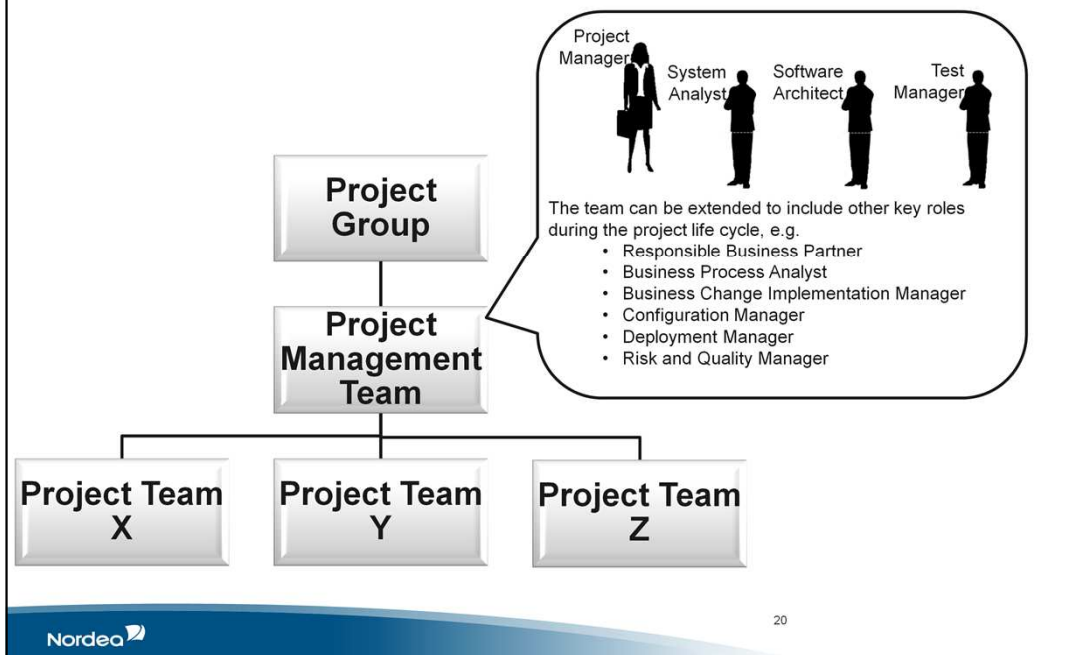 Project
Manager
System
Analyst
Software
Architect
Test
Manager
The team can be extended to include other key roles
during the project life cycle, e.g.
• Responsible Business Partner
• Business Process Analyst
• Business Change Implementation Manager
• Configuration Manager
• Deployment Manager
• Risk and Quality Manager
Project
Group
Project
Management
Team
Project Team
X
Project Team
Y
Project Team
Z
Nordea
20